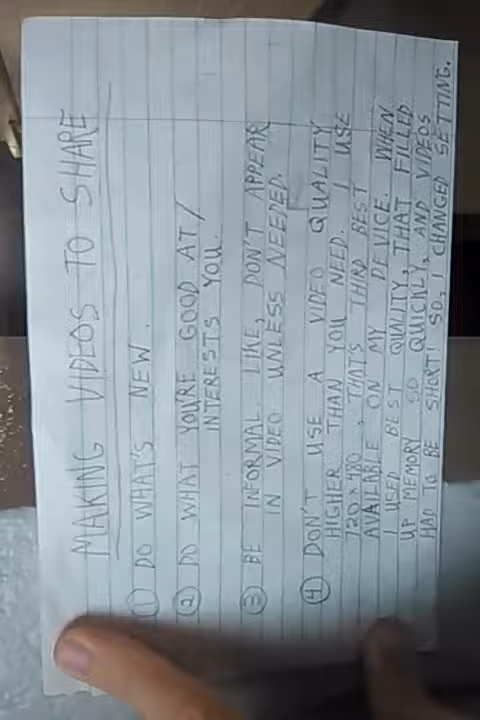 MAKING VIDEOS TO SHARE
① DO WHAT'S NEW.
② DO WHAT YOU'RE GOOD AT/
INTERESTS YOU.
③ BE INFORMAL. LIKE, DON'T APPEAR
IN VIDEO UNLESS NEEDED.
④ DON'T USE A VIDEO QUALITY
HIGHER THAN YOU NEED. I USE
720 x 480, THAT'S THIRD BEST
AVAILABLE ON MY DEVICE. WHEN
I USED BEST QUALITY, THAT FILLED
UP MEMORY SO QUICKLY, AND VIDEOS
HAD TO BE SHORT! SO, I CHANGED SETTING.